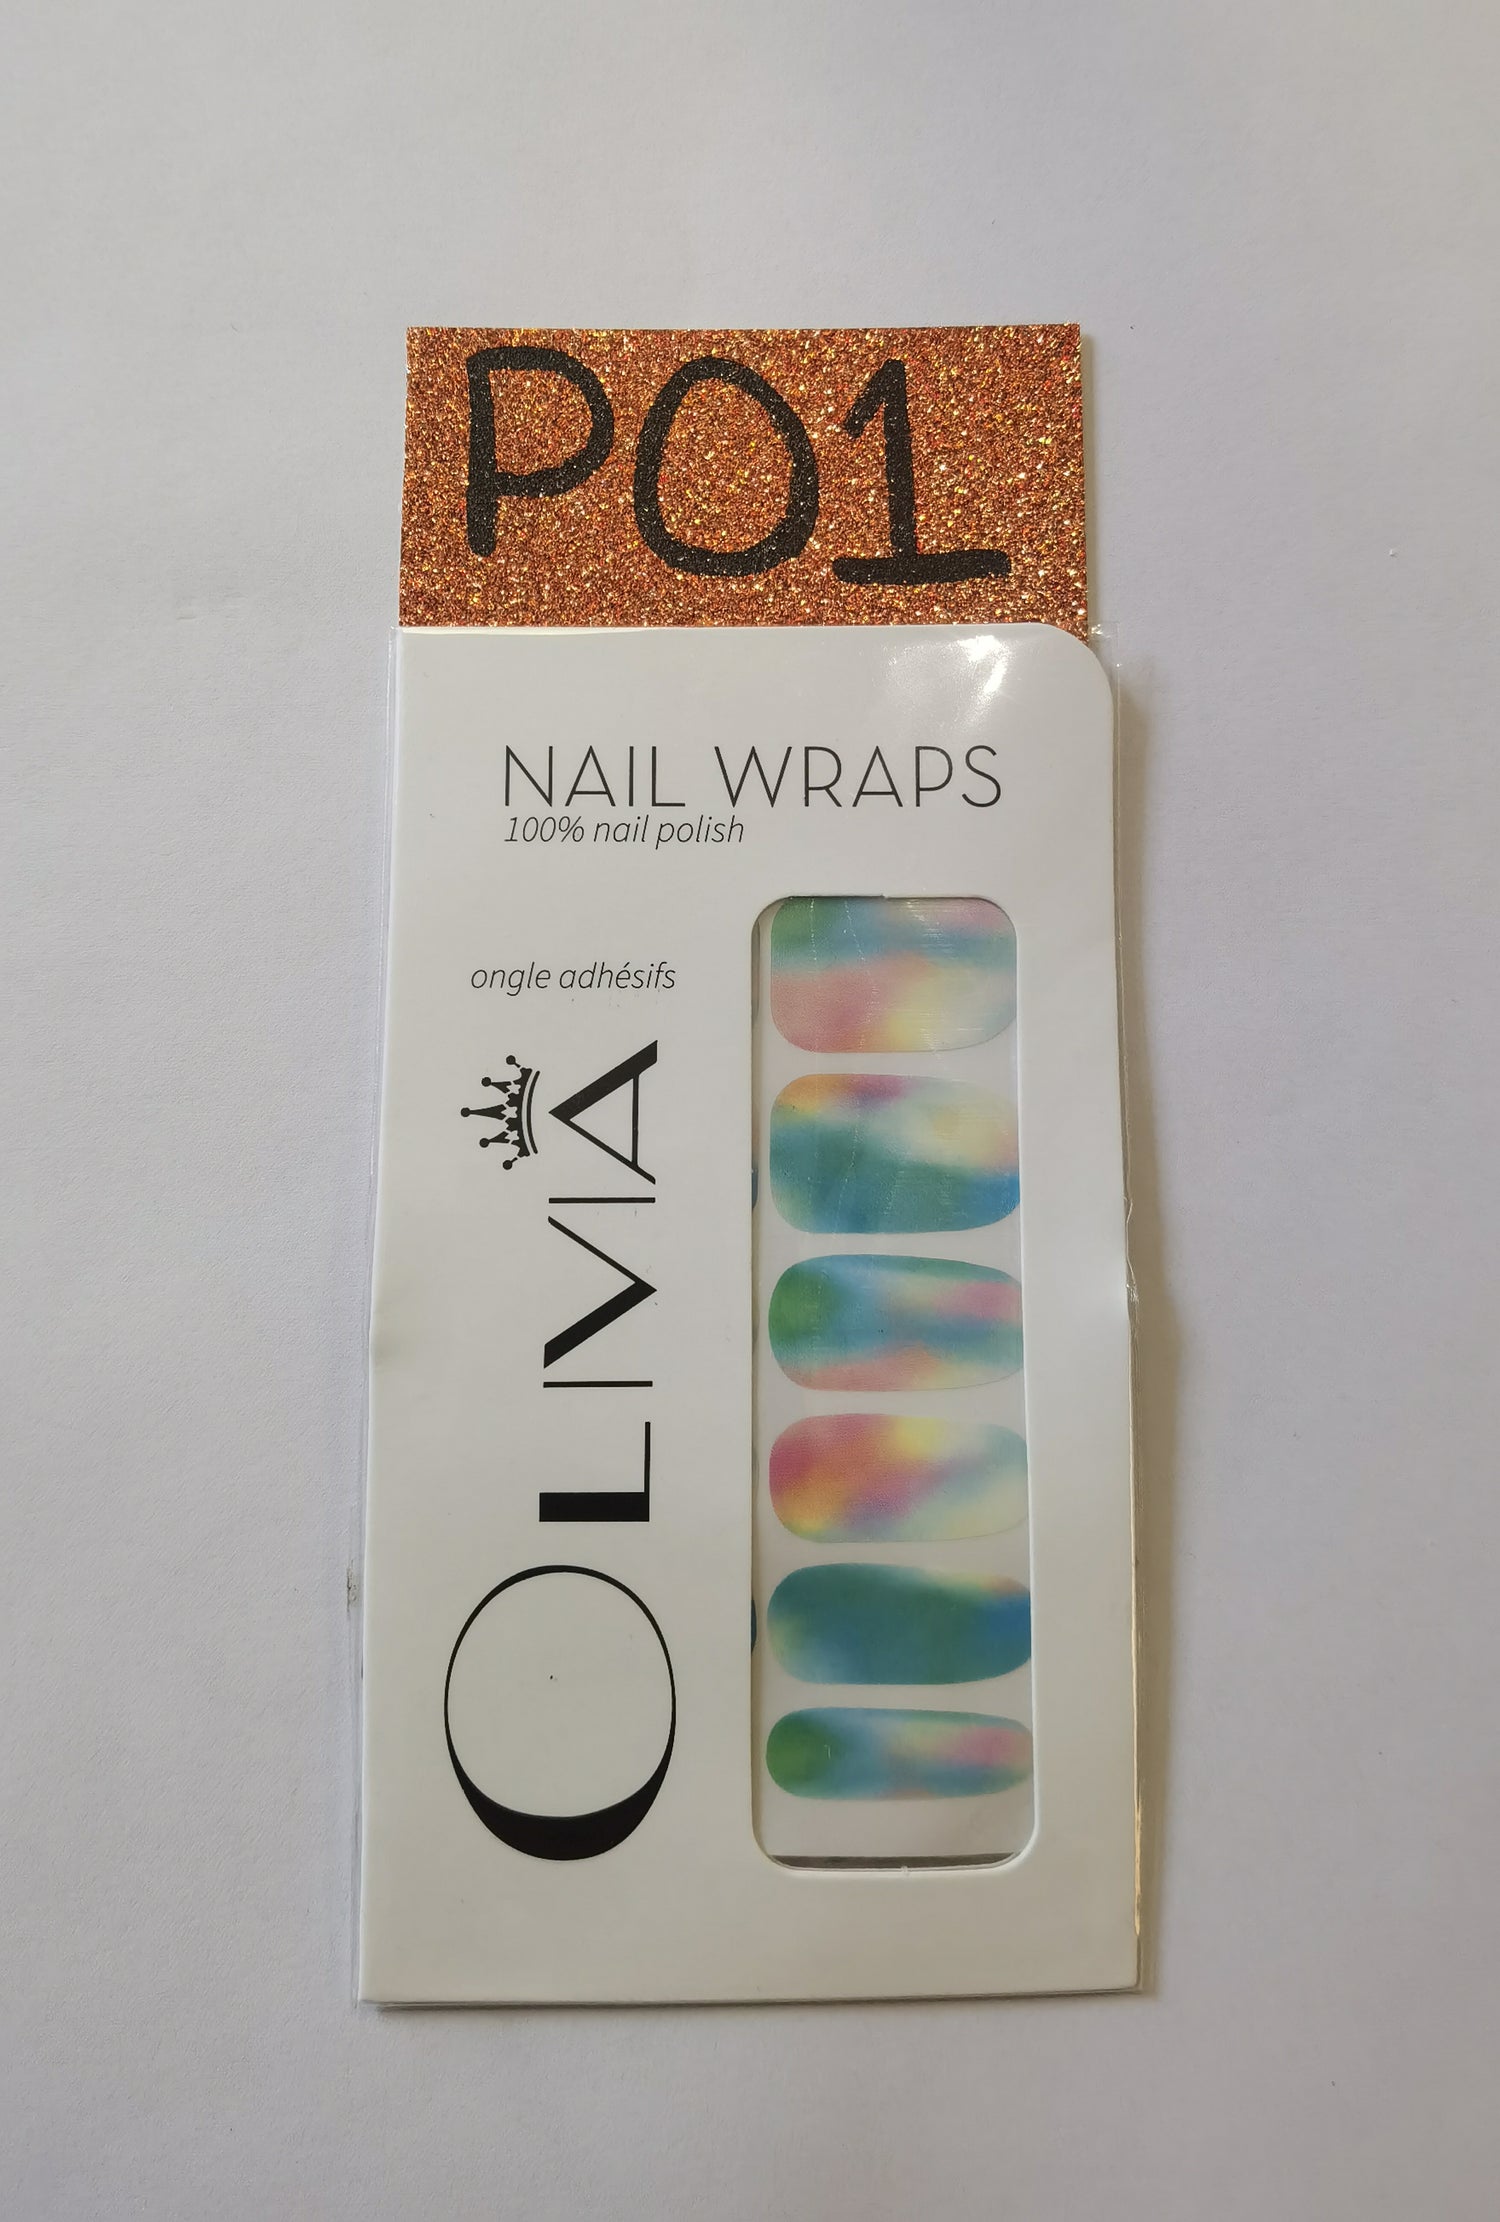 P01
NAIL WRAPS
100% nail polish
ongle adhésifs
OLIVIA